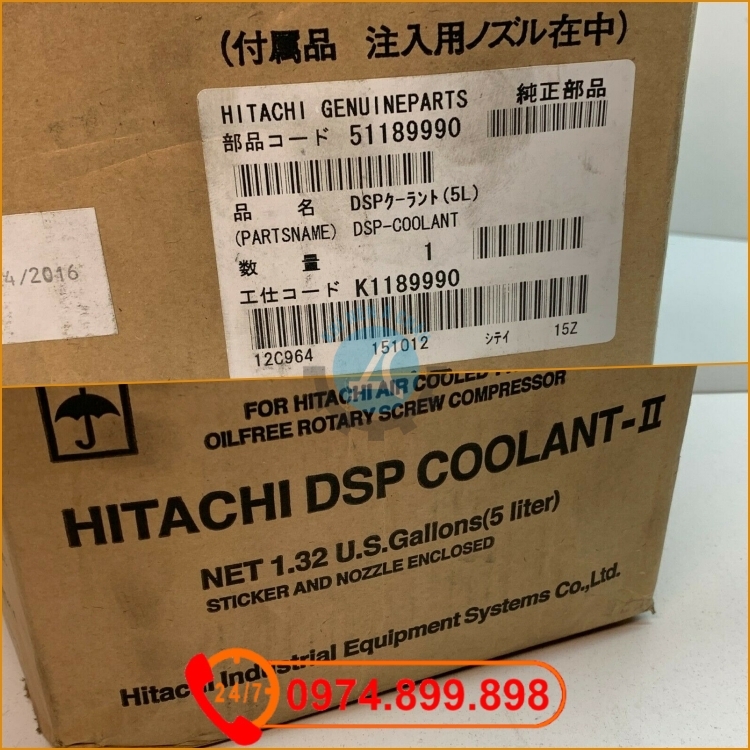 (付属品 注入用ノズル在中)
HITACHI GENUINEPARTS 純正部品
部品コード 51189990
品 名 DSPクーラント(5L)
(PARTSNAME) DSP-COOLANT
数 量 1
工仕コード K1189990
12C964 151012 シテイ 15Z
4/2016
FOR HITACHI AIR COOLED
OILFREE ROTARY SCREW COMPRESSOR
HITACHI DSP COOLANT-II
NET 1.32 U.S.Gallons(5 liter)
STICKER AND NOZZLE ENCLOSED
Hitachi Industrial Equipment Systems Co.,Ltd.
24/7 0974.899.898